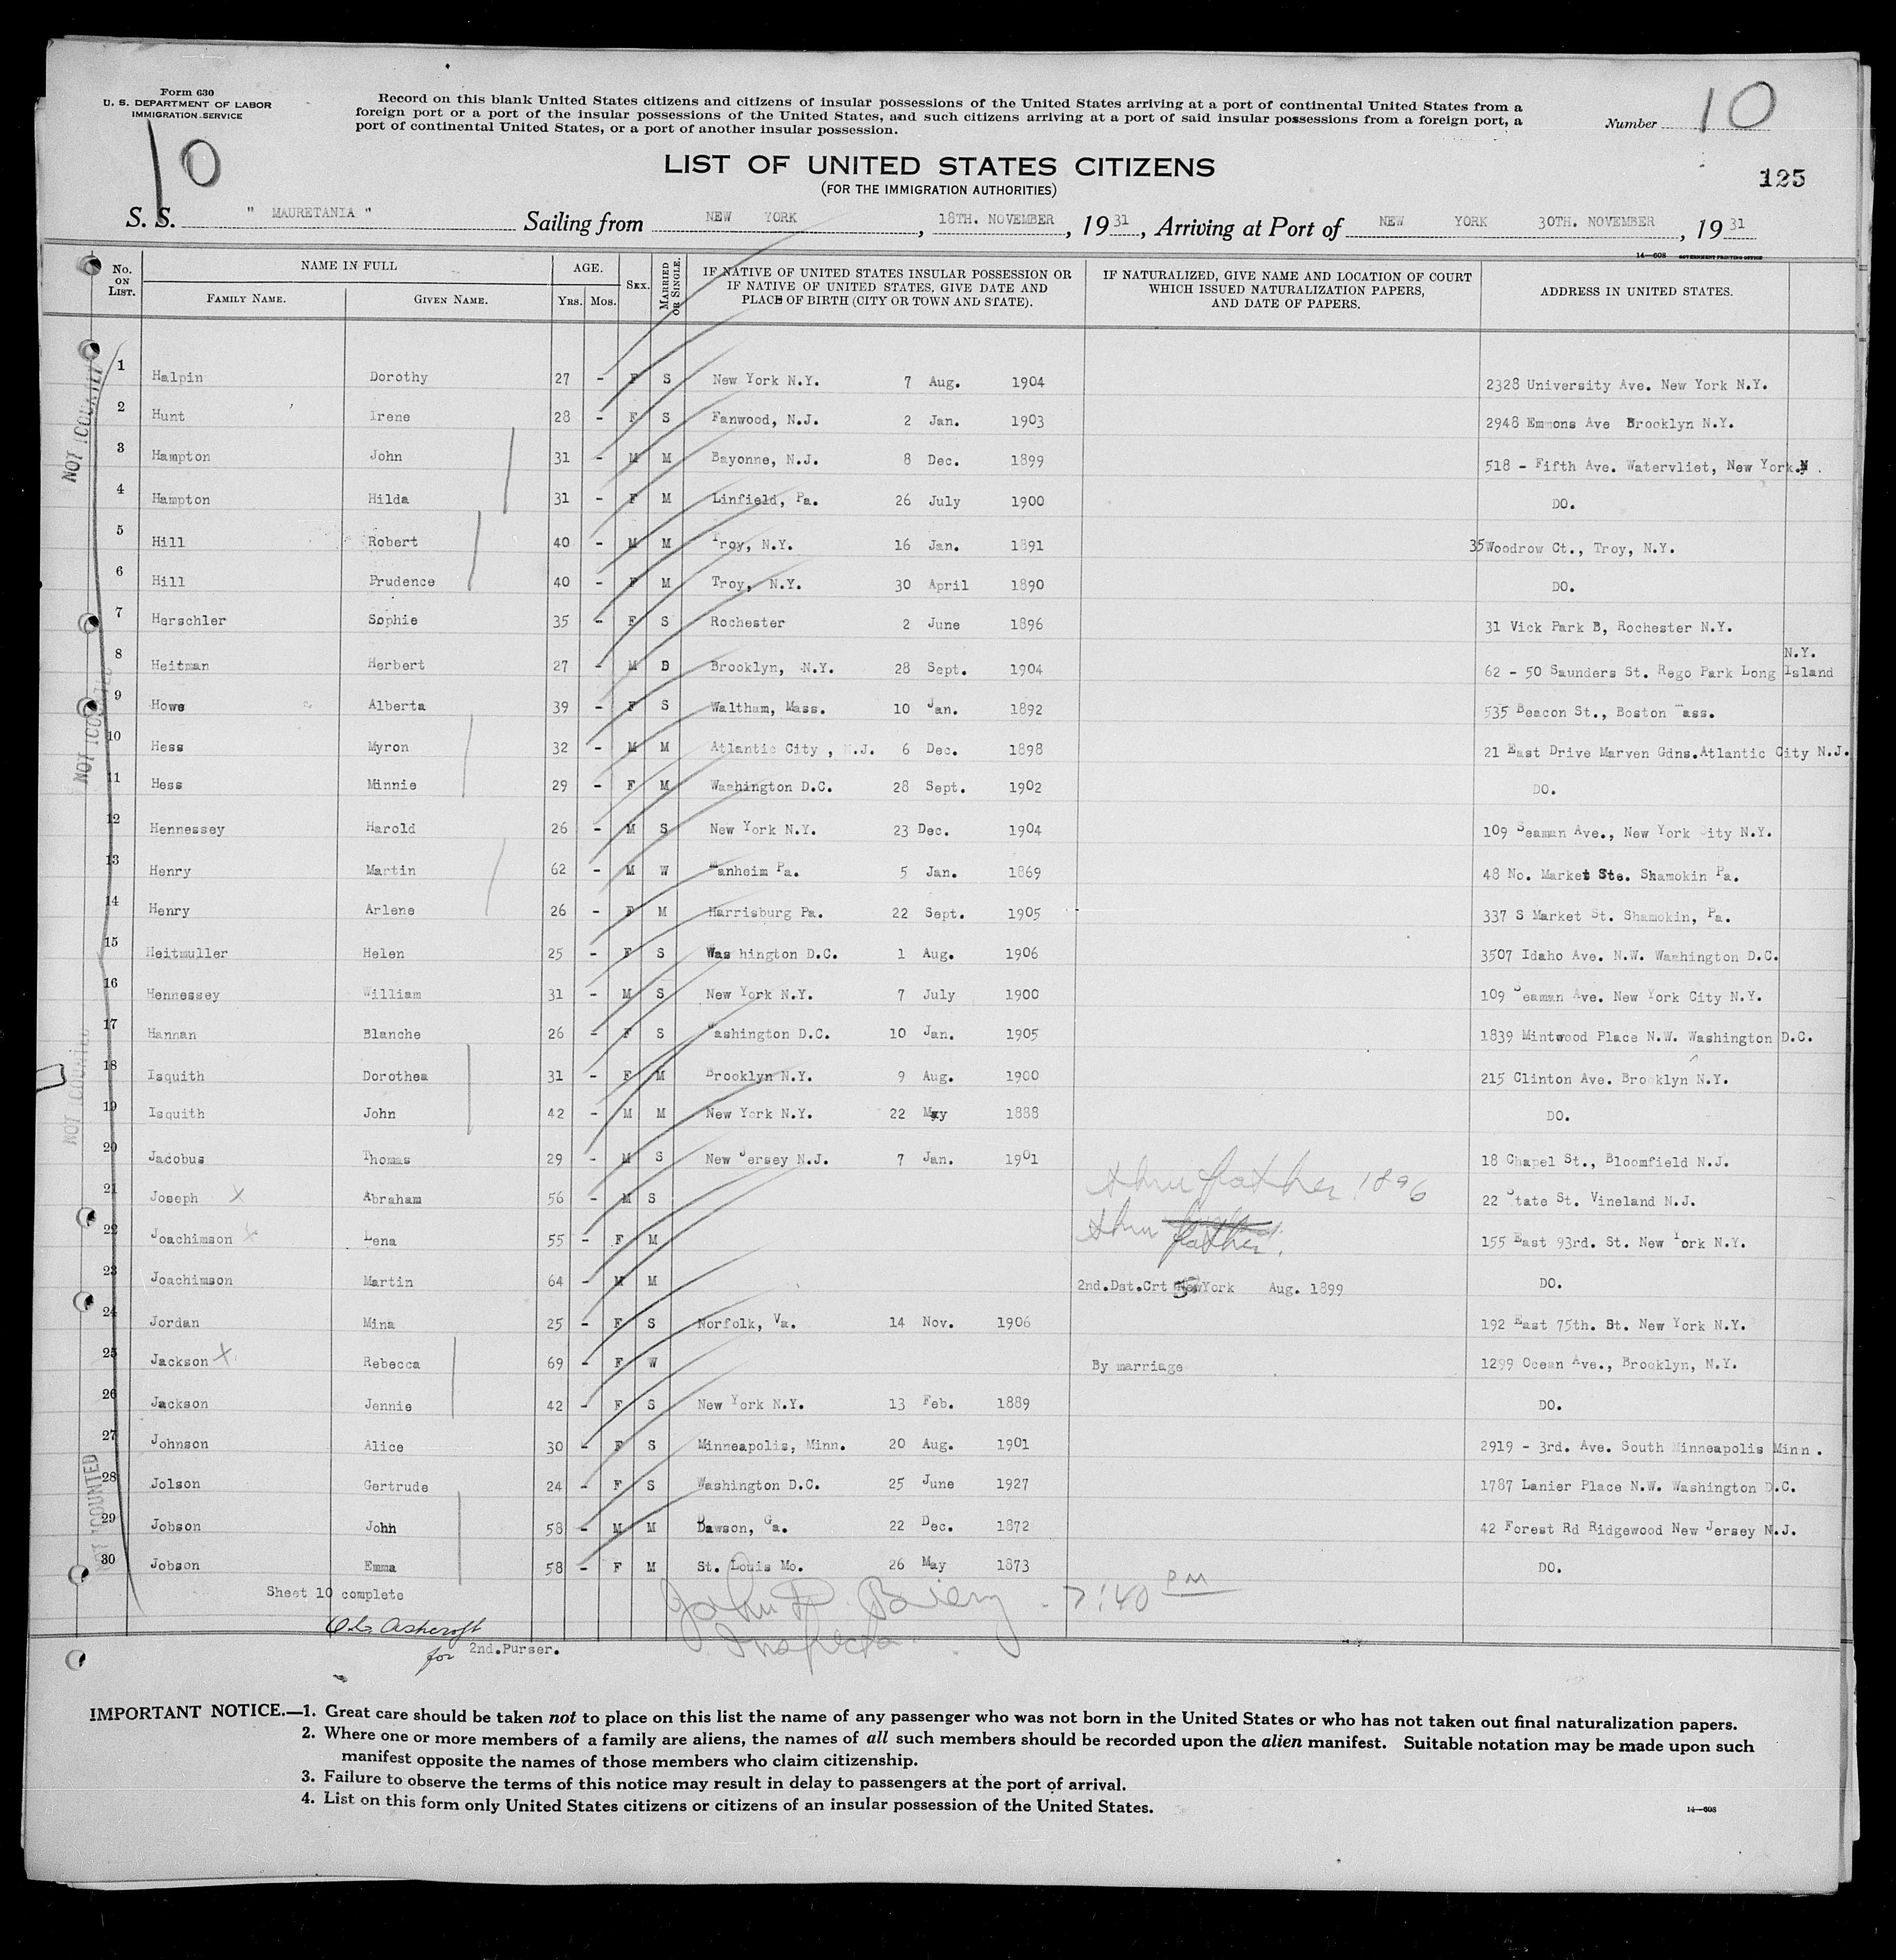 Form 630
U. S. DEPARTMENT OF LABOR
IMMIGRATION SERVICE
Record on this blank United States citizens and citizens of insular possessions of the United States arriving at a port of continental United States from a
foreign port or a port of the insular possessions of the United States, and such citizens arriving at a port of said insular possessions from a foreign port, a
port of continental United States, or a port of another insular possession.
Number 10
10
LIST OF UNITED STATES CITIZENS
(FOR THE IMMIGRATION AUTHORITIES)
125
S. S. " MAURETANIA " Sailing from NEW YORK , 18TH. NOVEMBER , 1931 , Arriving at Port of NEW YORK 30TH. NOVEMBER , 1931
14—608 GOVERNMENT PRINTING OFFICE
No. ON LIST. NAME IN FULL FAMILY NAME. GIVEN NAME. AGE. Yrs. Mos. SEX. MARRIED OR SINGLE. IF NATIVE OF UNITED STATES INSULAR POSSESSION OR IF NATIVE OF UNITED STATES, GIVE DATE AND PLACE OF BIRTH (CITY OR TOWN AND STATE). IF NATURALIZED, GIVE NAME AND LOCATION OF COURT WHICH ISSUED NATURALIZATION PAPERS, AND DATE OF PAPERS. ADDRESS IN UNITED STATES.
1 Halpin Dorothy 27 - F S New York N.Y. 7 Aug. 1904 2328 University Ave. New York N.Y.
2 Hunt Irene 28 - F S Fanwood, N.J. 2 Jan. 1903 2948 Emmons Ave Brooklyn N.Y.
3 Hampton John 31 - M M Bayonne, N.J. 8 Dec. 1899 518 - Fifth Ave. Watervliet, New York.N .
4 Hampton Hilda 31 - F M Linfield, Pa. 26 July 1900 DO.
5 Hill Robert 40 - M M Troy, N.Y. 16 Jan. 1891 35 Woodrow Ct., Troy, N.Y.
6 Hill Prudence 40 - F M Troy, N.Y. 30 April 1890 DO.
7 Herschler Sophie 35 - F S Rochester 2 June 1896 31 Vick Park B, Rochester N.Y.
8 Heitman Herbert 27 - M D Brooklyn, N.Y. 28 Sept. 1904 62 - 50 Saunders St. Rego Park Long Island N.Y.
9 Howe Alberta 39 - F S Waltham, Mass. 10 Jan. 1892 535 Beacon St., Boston Mass.
10 Hess Myron 32 - M M Atlantic City , N.J. 6 Dec. 1898 21 East Drive Marven Gdns.Atlantic City N.J.
11 Hess Minnie 29 - F M Washington D.C. 28 Sept. 1902 DO.
12 Hennessey Harold 26 - M S New York N.Y. 23 Dec. 1904 109 Seaman Ave., New York City N.Y.
13 Henry Martin 62 - M W Manheim Pa. 5 Jan. 1869 48 No. Market Ste. Shamokin Pa.
14 Henry Arlene 26 - F M Harrisburg Pa. 22 Sept. 1905 337 S Market St. Shamokin, Pa.
15 Heitmuller Helen 25 - F S Was hington D.C. 1 Aug. 1906 3507 Idaho Ave. N.W. Washington D.C.
16 Hennessey William 31 - M S New York N.Y. 7 July 1900 109 Seaman Ave. New York City N.Y.
17 Hannan Blanche 26 - F S Washington D.C. 10 Jan. 1905 1839 Mintwood Place N.W. Washington D.C.
18 Isquith Dorothea 31 - F M Brooklyn N.Y. 9 Aug. 1900 215 Clinton Ave. Brooklyn N.Y.
19 Isquith John 42 - M M New York N.Y. 22 May 1888 DO.
20 Jacobus Thomas 29 - M S New Jersey N.J. 7 Jan. 1901 18 Chapel St., Bloomfield N.J.
21 Joseph X Abraham 56 - M S thru father 1896 22 State St. Vineland N.J.
22 Joachimson X Lena 55 - F M thru father. 155 East 93rd. St. New York N.Y.
23 Joachimson Martin 64 - M M 2nd.Dst.Crt New York Aug. 1899 DO.
24 Jordan Mina 25 - F S Norfolk, Va. 14 Nov. 1906 192 East 75th. St. New York N.Y.
25 Jackson X Rebecca 69 - F W By marriage 1299 Ocean Ave., Brooklyn, N.Y.
26 Jackson Jennie 42 - F S New York N.Y. 13 Feb. 1889 DO.
27 Johnson Alice 30 - F S Minneapolis, Minn. 20 Aug. 1901 2919 - 3rd. Ave. South Minneapolis Minn.
28 Jolson Gertrude 24 - F S Washington D.C. 25 June 1927 1787 Lanier Place N.W. Washington D.C.
29 Jobson John 58 - M M Dawson, Ga. 22 Dec. 1872 42 Forest Rd Ridgewood New Jersey N.J.
30 Jobson Emma 58 - F M St. Louis Mo. 26 May 1873 DO.
Sheet 10 complete
Ashcroft
for 2nd.Purser.
John P. - 7:40 PM
Inspector
NOT COUNTED
NOT COUNTED
NOT COUNTED
NOT COUNTED
IMPORTANT NOTICE.—1. Great care should be taken not to place on this list the name of any passenger who was not born in the United States or who has not taken out final naturalization papers.
2. Where one or more members of a family are aliens, the names of all such members should be recorded upon the alien manifest. Suitable notation may be made upon such
manifest opposite the names of those members who claim citizenship.
3. Failure to observe the terms of this notice may result in delay to passengers at the port of arrival.
4. List on this form only United States citizens or citizens of an insular possession of the United States.
14—608